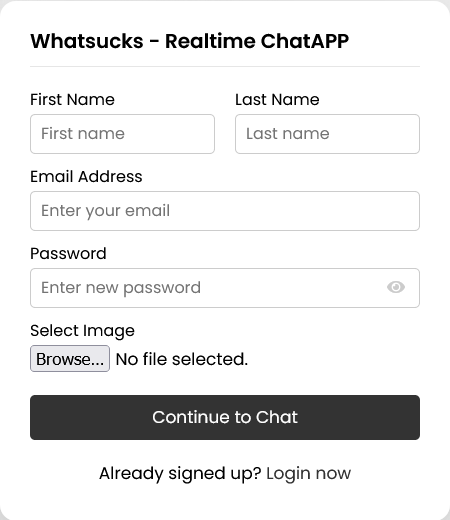 Whatsucks - Realtime ChatAPP
First Name Last Name
First name Last name
Email Address
Enter your email
Password
Enter new password
Select Image
Browse... No file selected.
Continue to Chat
Already signed up? Login now